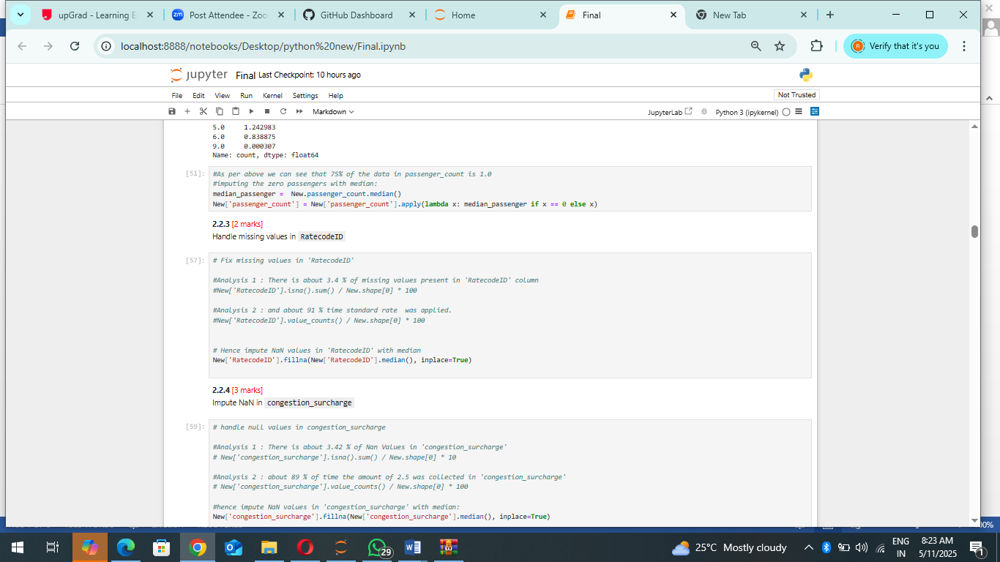 upGrad - Learning E
zm Post Attendee - Zoo
GitHub Dashboard
Home
Final
New Tab
localhost:8888/notebooks/Desktop/python%20new/Final.ipynb
R Verify that it's you
jupyter Final Last Checkpoint: 10 hours ago
File Edit View Run Kernel Settings Help
Not Trusted
Markdown
JupyterLab
Python 3 (ipykernel)
5.0 1.242983
6.0 0.838875
9.0 0.000307
Name: count, dtype: float64
[51]:
#As per above we can see that 75% of the data in passenger_count is 1.0
#imputing the zero passengers with median:
median_passenger = New.passenger_count.median()
New['passenger_count'] = New['passenger_count'].apply(lambda x: median_passenger if x == 0 else x)
2.2.3 [2 marks]
Handle missing values in RatecodeID
[57]:
# Fix missing values in 'RatecodeID'
#Analysis 1 : There is about 3.4 % of missing values present in 'RatecodeID' column
#New['RatecodeID'].isna().sum() / New.shape[0] * 100
#Analysis 2 : and about 91 % time standard rate  was applied.
#New['RatecodeID'].value_counts() / New.shape[0] * 100
# Hence impute NaN values in 'RatecodeID' with median
New['RatecodeID'].fillna(New['RatecodeID'].median(), inplace=True)
2.2.4 [3 marks]
Impute NaN in congestion_surcharge
[59]:
# handle null values in congestion_surcharge
#Analysis 1 : There is about 3.42 % of Nan Values in 'congestion_surcharge'
# New['congestion_surcharge'].isna().sum() / New.shape[0] * 10
#Analysis 2 : about 89 % of time the amount of 2.5 was collected in 'congestion_surcharge'
# New['congestion_surcharge'].value_counts() / New.shape[0] * 100
#hence impute NaN values in 'congestion_surcharge' with median:
New['congestion_surcharge'].fillna(New['congestion_surcharge'].median(), inplace=True)
00%
29
25°C Mostly cloudy
ENG
IN
8:23 AM
5/11/2025
1